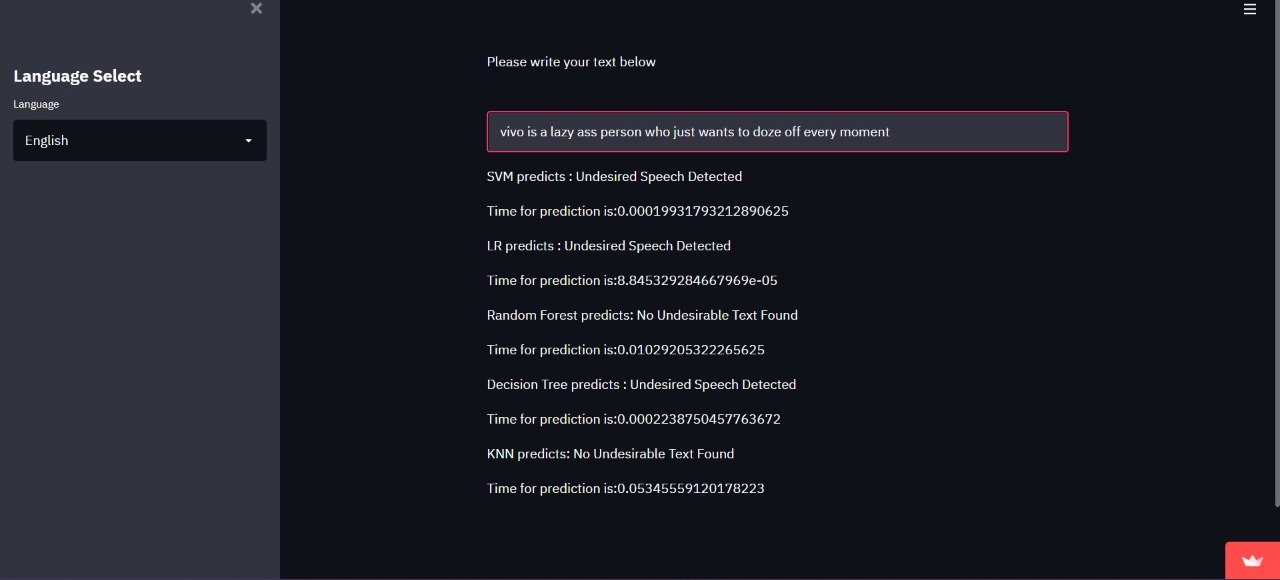 Language Select
Language
English
Please write your text below
vivo is a lazy ass person who just wants to doze off every moment
SVM predicts : Undesired Speech Detected
Time for prediction is:0.00019931793212890625
LR predicts : Undesired Speech Detected
Time for prediction is:8.845329284667969e-05
Random Forest predicts: No Undesirable Text Found
Time for prediction is:0.01029205322265625
Decision Tree predicts : Undesired Speech Detected
Time for prediction is:0.0002238750457763672
KNN predicts: No Undesirable Text Found
Time for prediction is:0.05345559120178223